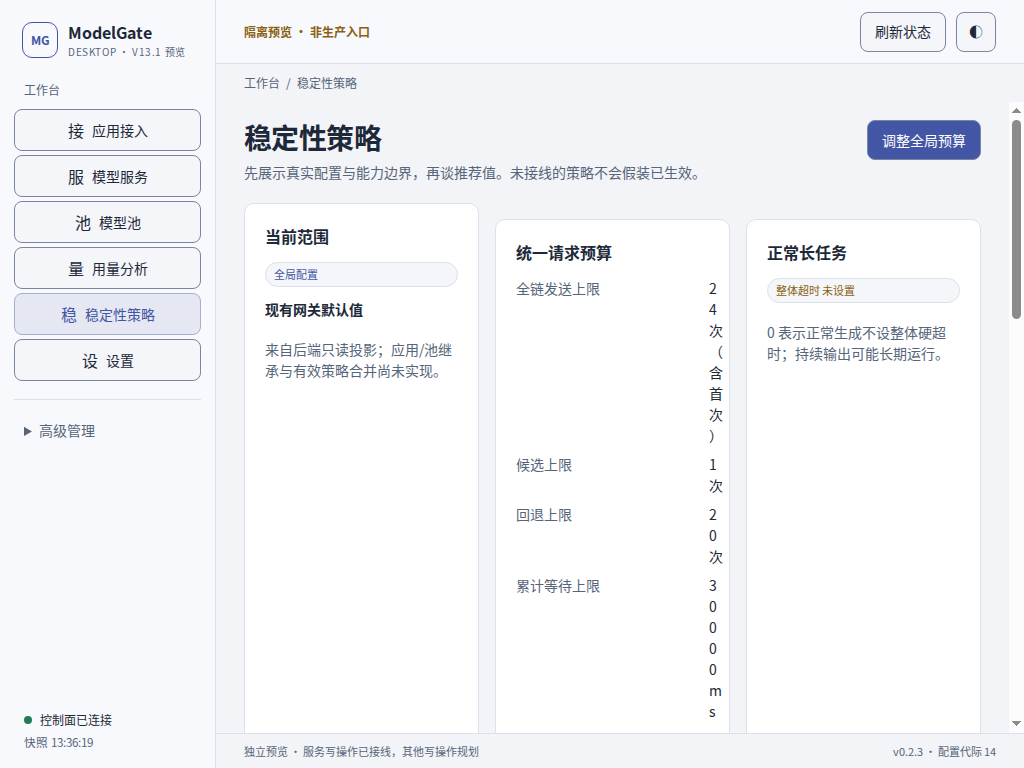 MG
ModelGate
DESKTOP · V13.1 预览
工作台
接 应用接入
服 模型服务
池 模型池
量 用量分析
稳 稳定性策略
设 设置
▶ 高级管理
控制面已连接
快照 13:36:19
隔离预览 · 非生产入口
刷新状态
工作台 / 稳定性策略
稳定性策略
先展示真实配置与能力边界，再谈推荐值。未接线的策略不会假装已生效。
调整全局预算
当前范围
全局配置
现有网关默认值
来自后端只读投影；应用/池继
承与有效策略合并尚未实现。
统一请求预算
全链发送上限
2
4
次
（
含
首
次
）
候选上限
1
次
回退上限
2
0
次
累计等待上限
3
0
0
0
0
m
s
正常长任务
整体超时 未设置
0 表示正常生成不设整体硬超
时；持续输出可能长期运行。
独立预览 · 服务写操作已接线，其他写操作规划
v0.2.3 · 配置代际 14